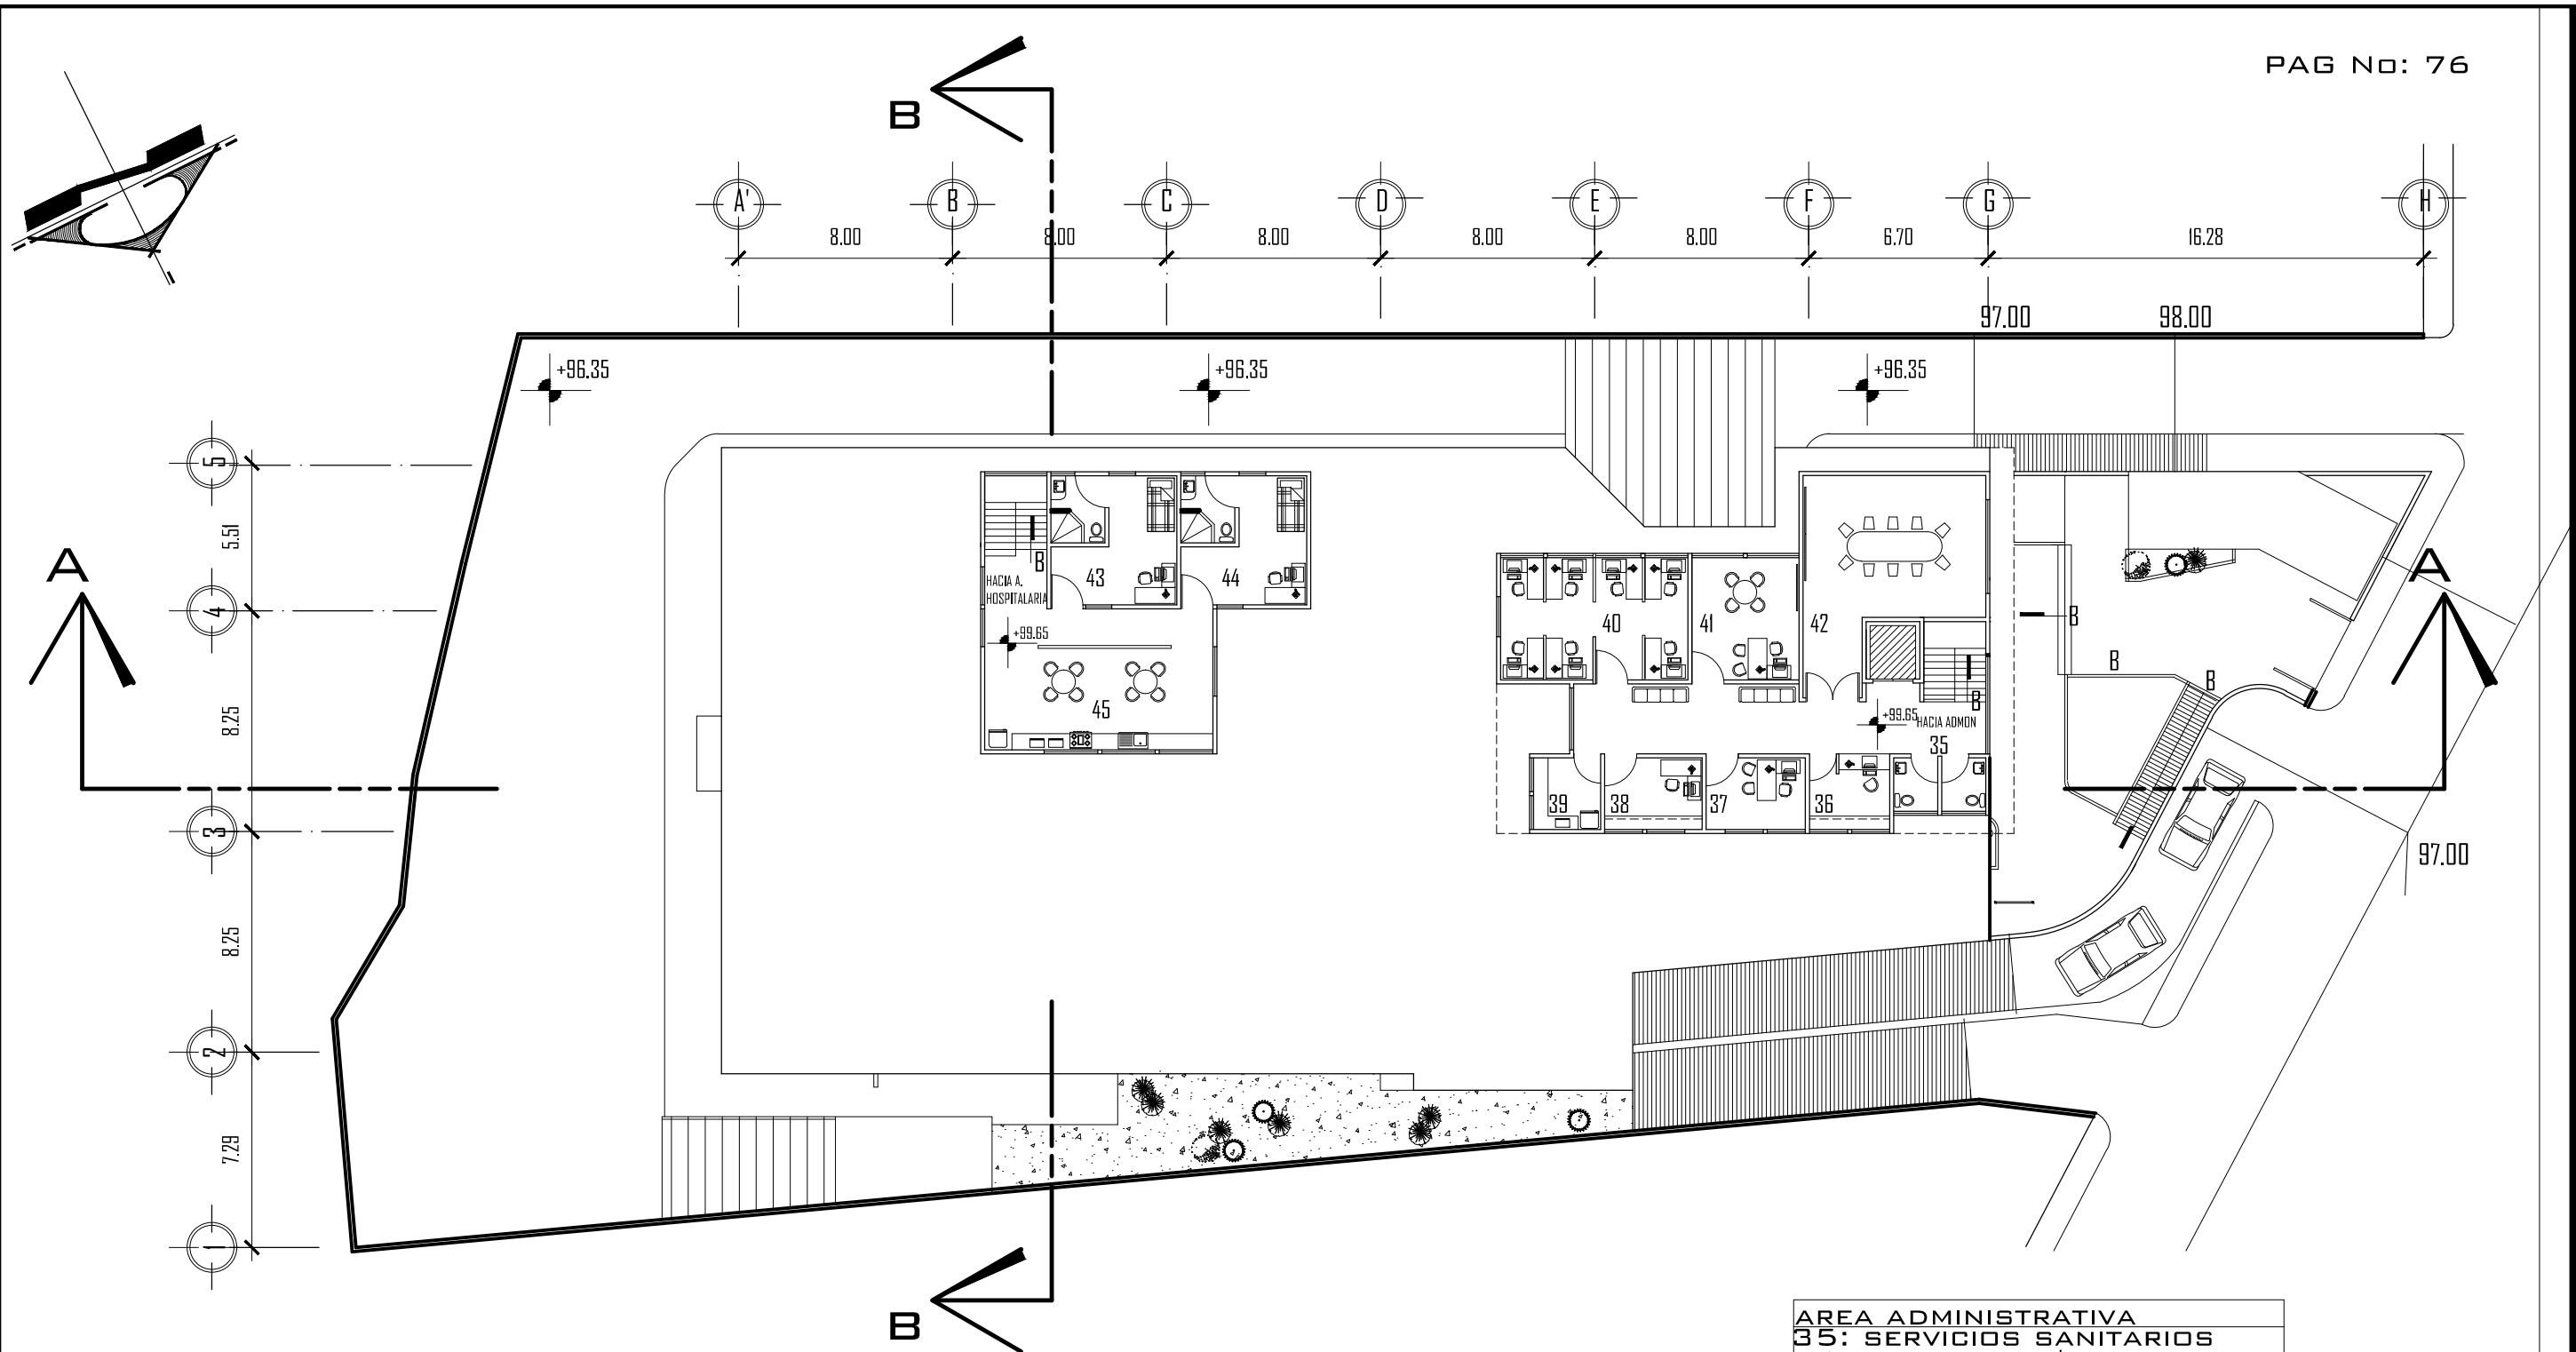 PAG No: 76
B
A' B C D E F G H
8.00 8.00 8.00 8.00 8.00 6.70 16.28
97.00 98.00
+96.35 +96.35 +96.35
5
5.51
4
8.25
3
8.25
2
7.29
1
A
A
B
HACIA A.
HOSPITALARIA
43
44
+99.65
45
40
41
42
+99.65
HACIA ADMON
B
35
39
38
37
36
B
B
B
97.00
B
AREA ADMINISTRATIVA
35: SERVICIOS SANITARIOS